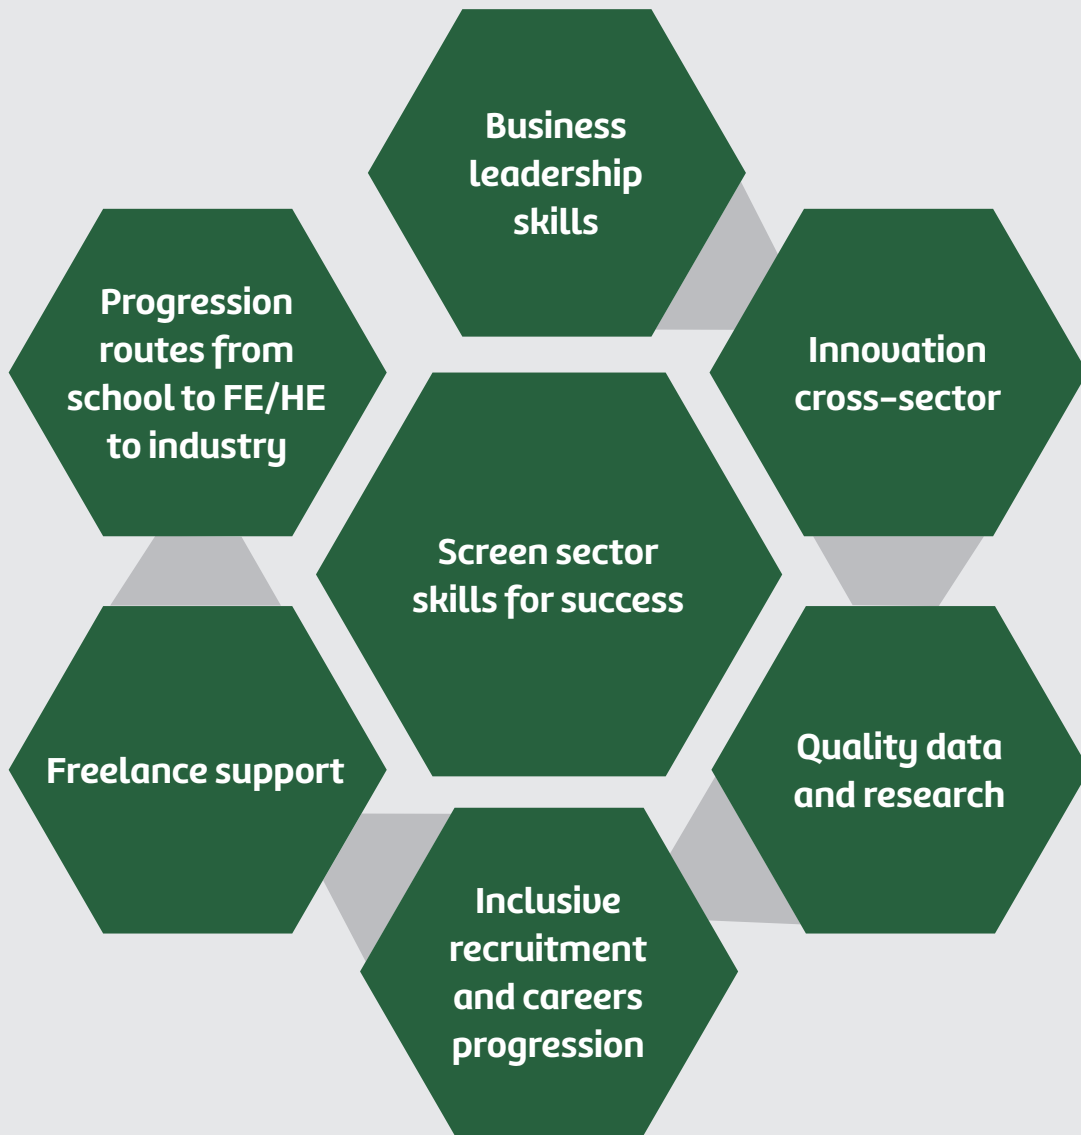 Business
leadership
skills
Progression
routes from
school to FE/HE
to industry
Innovation
cross-sector
Screen sector
skills for success
Freelance support
Quality data
and research
Inclusive
recruitment
and careers
progression